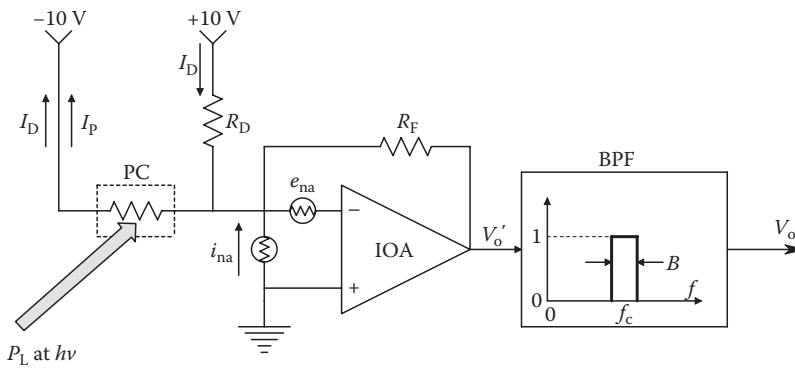 −10 V
+10 V
I_D
I_D
I_P
R_D
R_F
PC
BPF
e_na
−
IOA
V_o′
V_o
1
B
i_na
+
0
f
0
f_c
P_L at hν